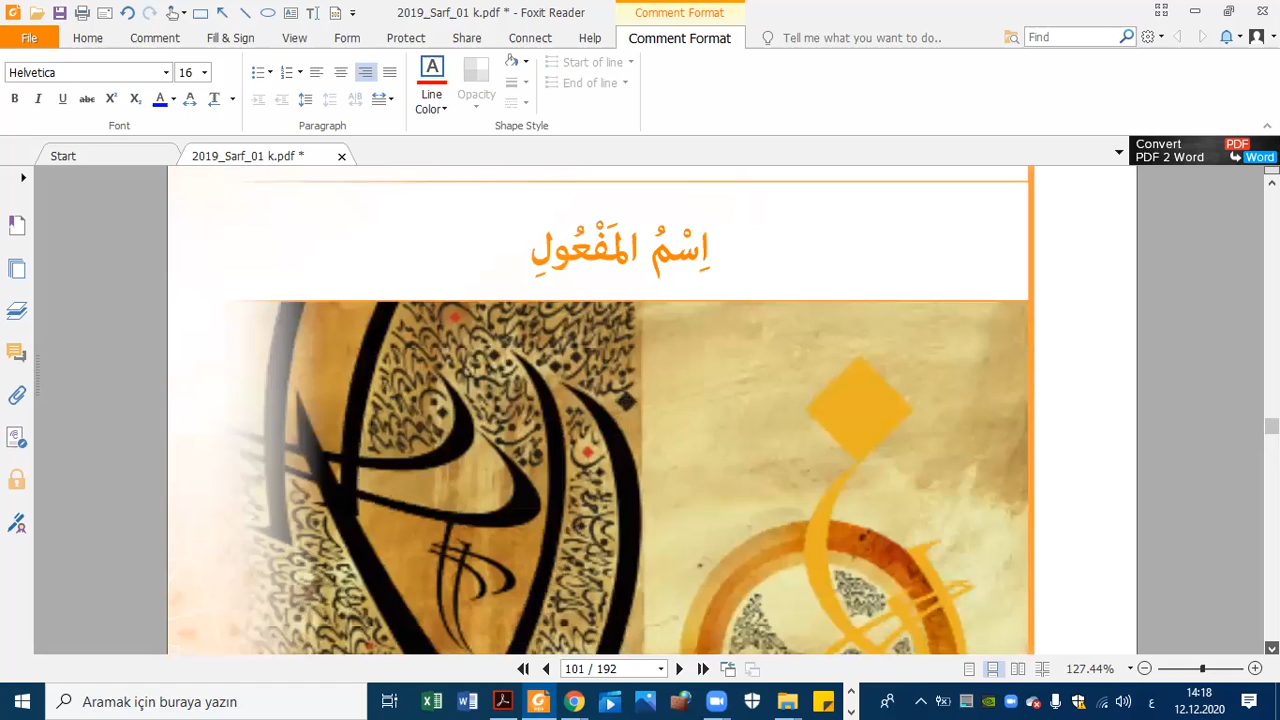 2019_Sarf_01 k.pdf * - Foxit Reader
Comment Format
File Home Comment Fill & Sign View Form Protect Share Connect Help Comment Format Tell me what you want to do.. Find
Helvetica 16
Line Color Opacity Start of line
End of line
Font Paragraph Shape Style
Start 2019_Sarf_01 k.pdf *
Convert PDF
PDF 2 Word Word
اِسْمُ المَفْعُولِ
101 / 192 127.44%
Aramak için buraya yazın
14:18
12.12.2020